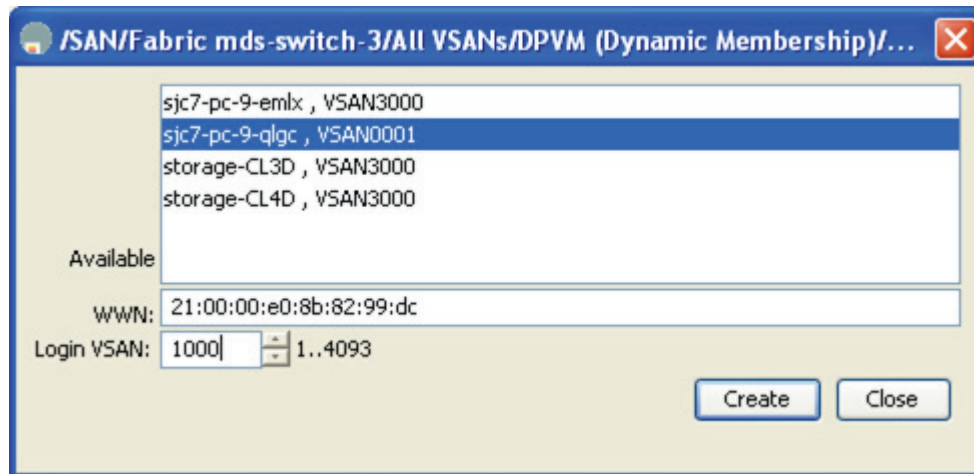 /SAN/Fabric mds-switch-3/All VSANs/DPVM (Dynamic Membership)/...
sjc7-pc-9-emlx , VSAN3000
sjc7-pc-9-qlgc , VSAN0001
storage-CL3D , VSAN3000
storage-CL4D , VSAN3000
Available
WWN: 21:00:00:e0:8b:82:99:dc
Login VSAN: 1000 1..4093
Create Close